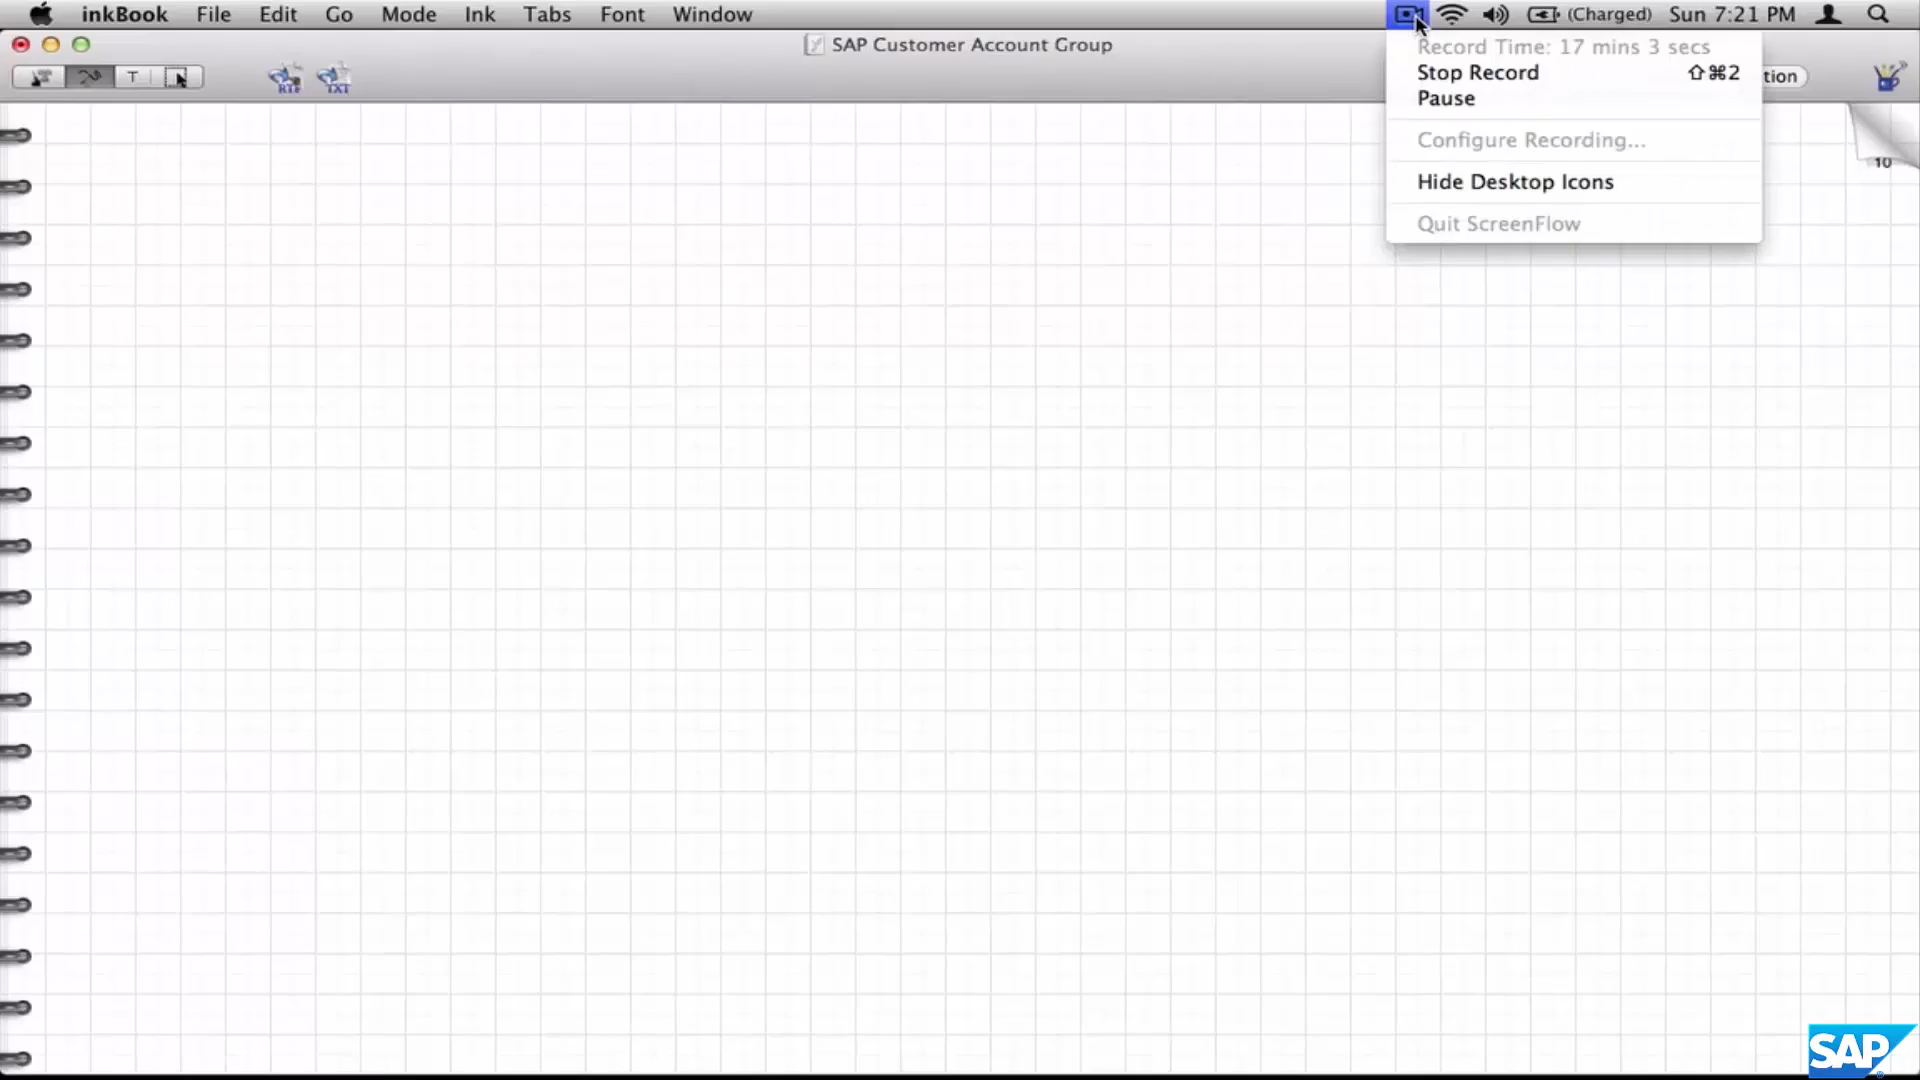 inkBook File Edit Go Mode Ink Tabs Font Window (Charged) Sun 7:21 PM
SAP Customer Account Group
Record Time: 17 mins 3 secs
Stop Record ⇧⌘2
Pause
Configure Recording...
Hide Desktop Icons
Quit ScreenFlow
T
RTF TXT
tion
10
SAP